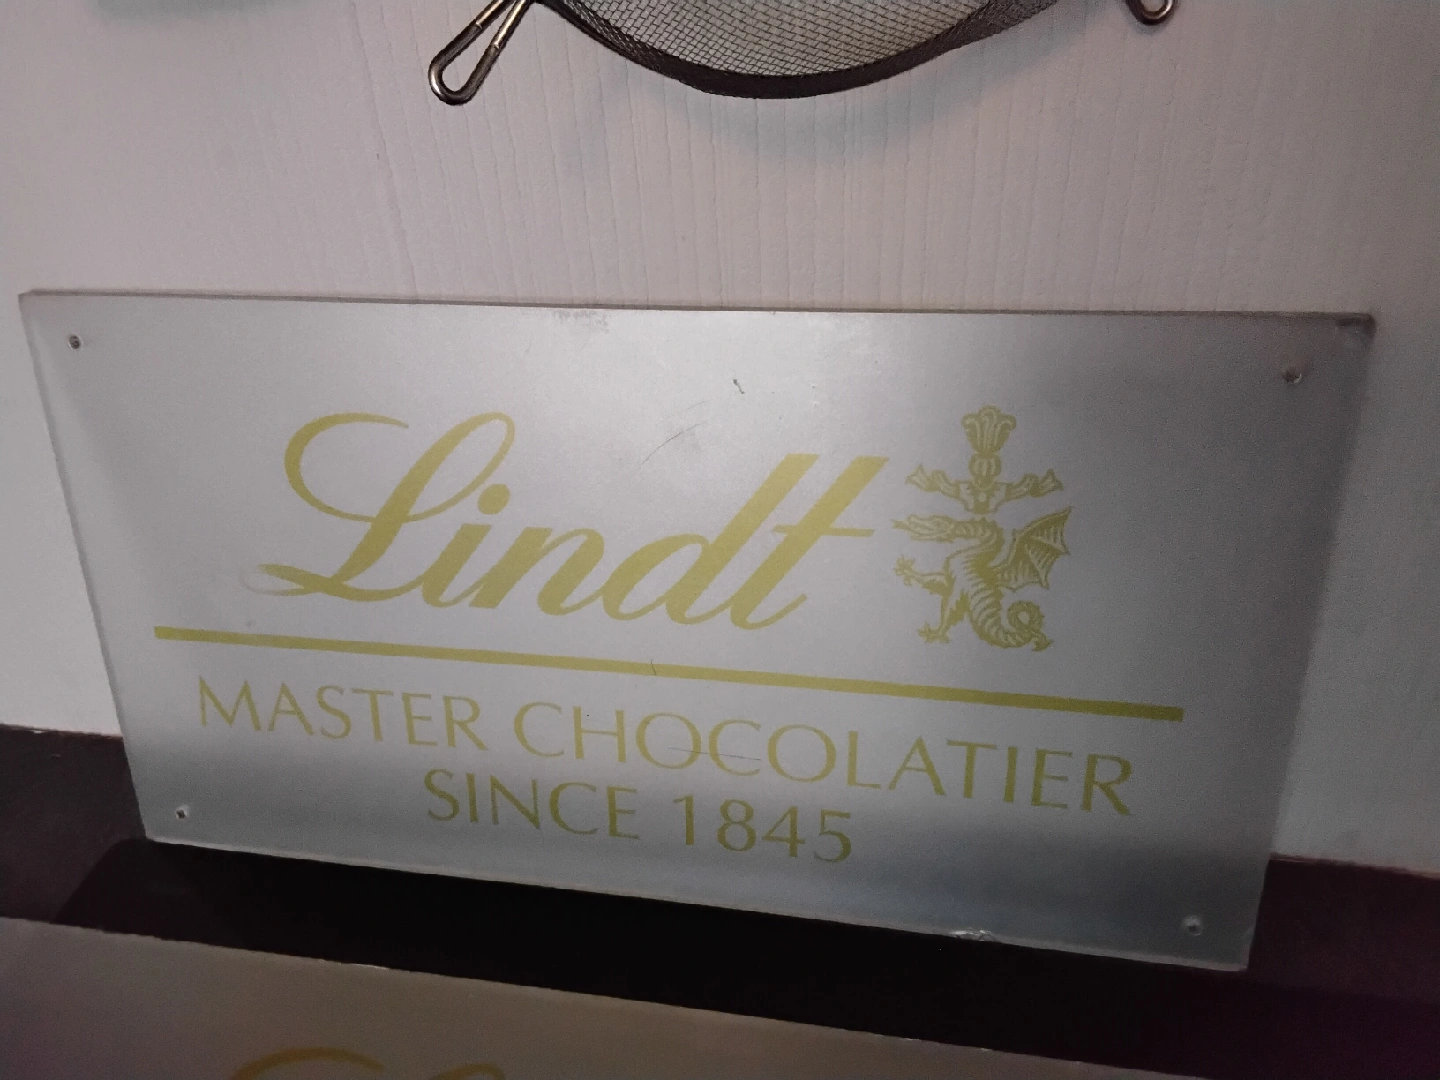 Lindt
MASTER CHOCOLATIER
SINCE 1845